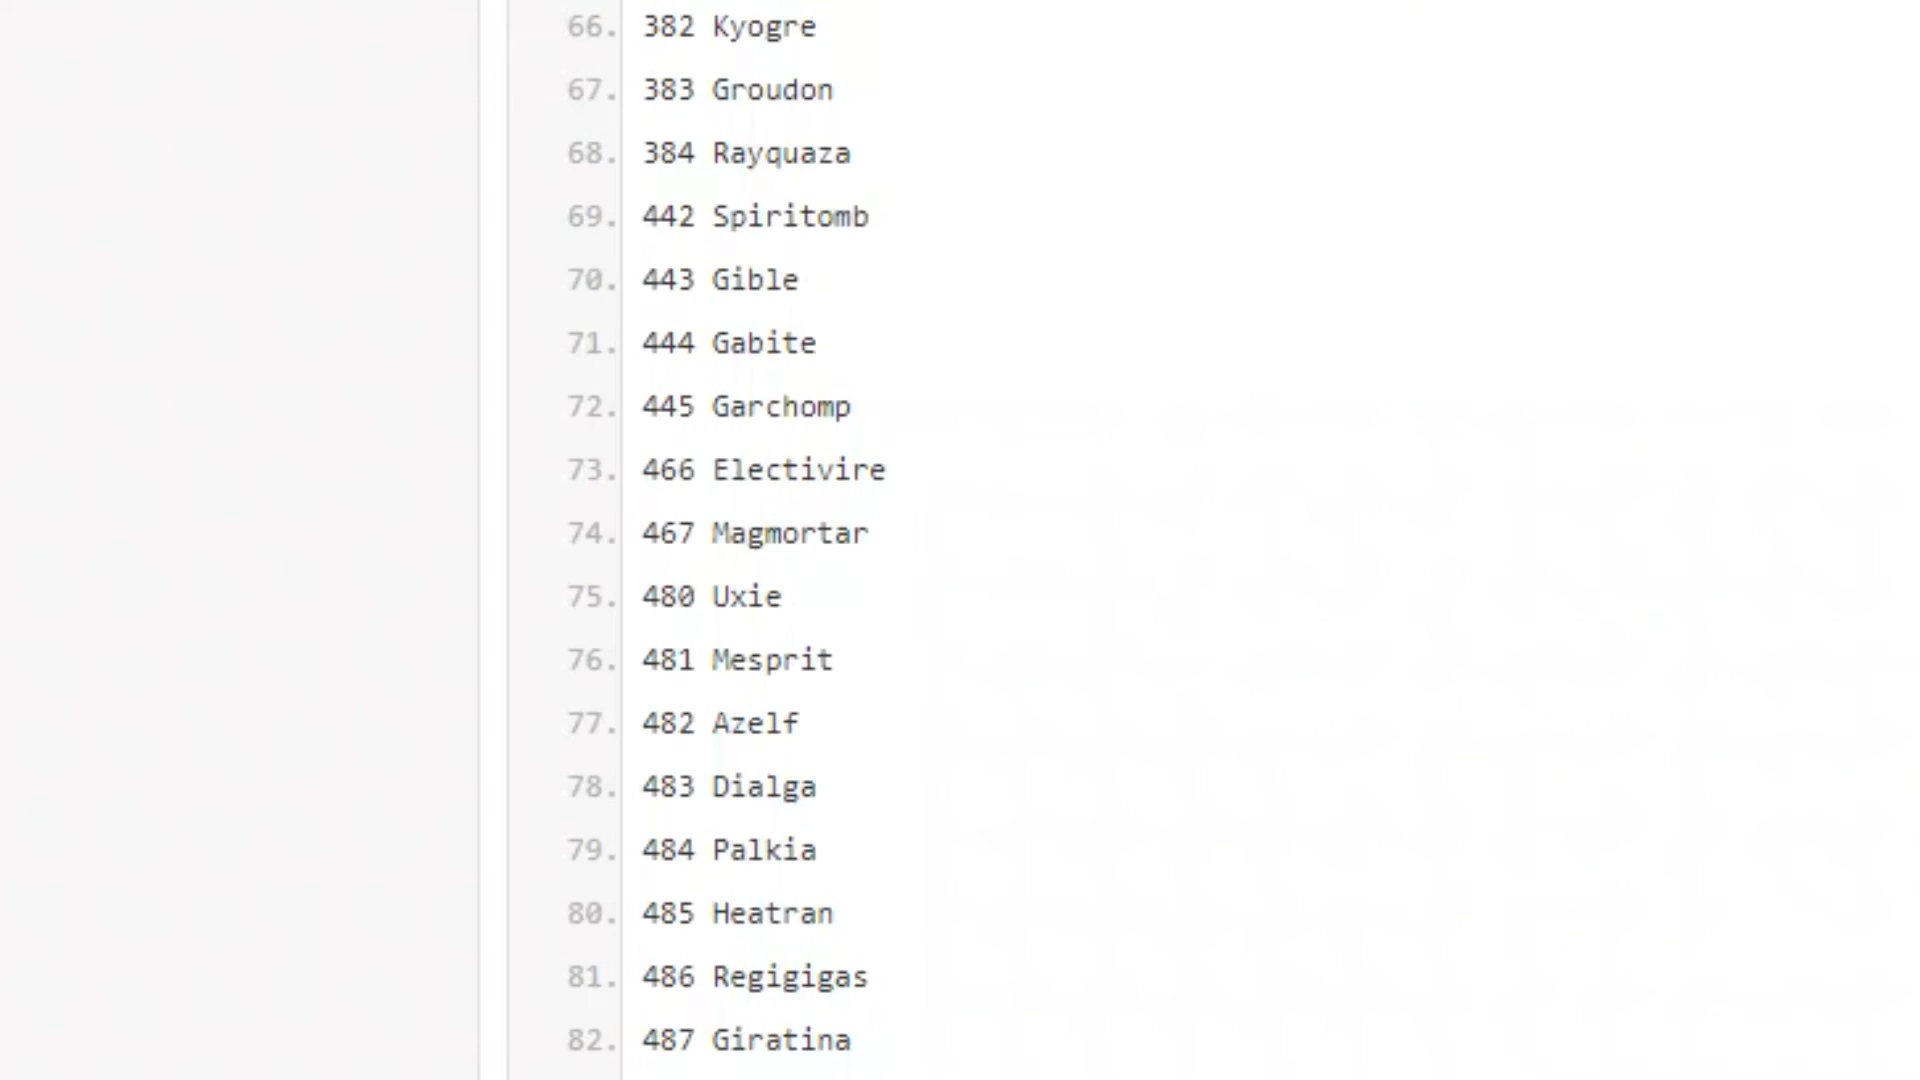 66. 382 Kyogre
67. 383 Groudon
68. 384 Rayquaza
69. 442 Spiritomb
70. 443 Gible
71. 444 Gabite
72. 445 Garchomp
73. 466 Electivire
74. 467 Magmortar
75. 480 Uxie
76. 481 Mesprit
77. 482 Azelf
78. 483 Dialga
79. 484 Palkia
80. 485 Heatran
81. 486 Regigigas
82. 487 Giratina